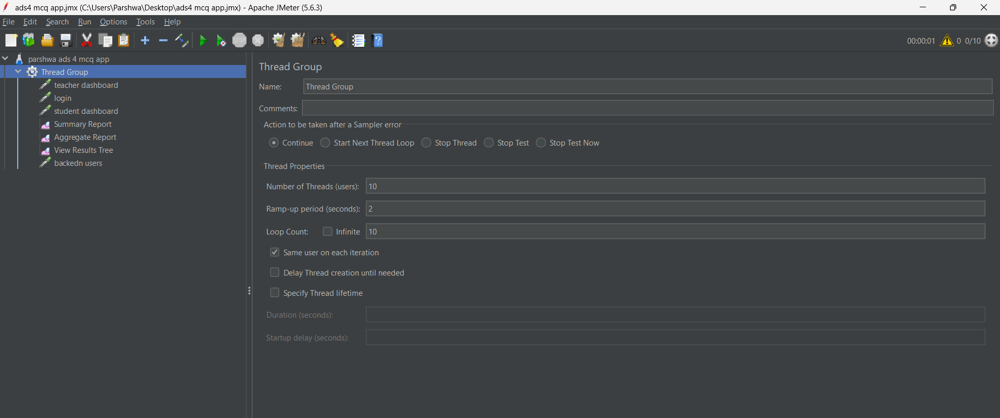 ads4 mcq app.jmx (C:\Users\Parshwa\Desktop\ads4 mcq app.jmx) - Apache JMeter (5.6.3)
File Edit Search Run Options Tools Help
STOP
00:00:01 0 0/10
parshwa ads 4 mcq app
Thread Group
teacher dashboard
login
student dashboard
Summary Report
Aggregate Report
View Results Tree
backedn users
Thread Group
Name: Thread Group
Comments:
Action to be taken after a Sampler error
Continue Start Next Thread Loop Stop Thread Stop Test Stop Test Now
Thread Properties
Number of Threads (users): 10
Ramp-up period (seconds): 2
Loop Count: Infinite 10
Same user on each iteration
Delay Thread creation until needed
Specify Thread lifetime
Duration (seconds):
Startup delay (seconds):